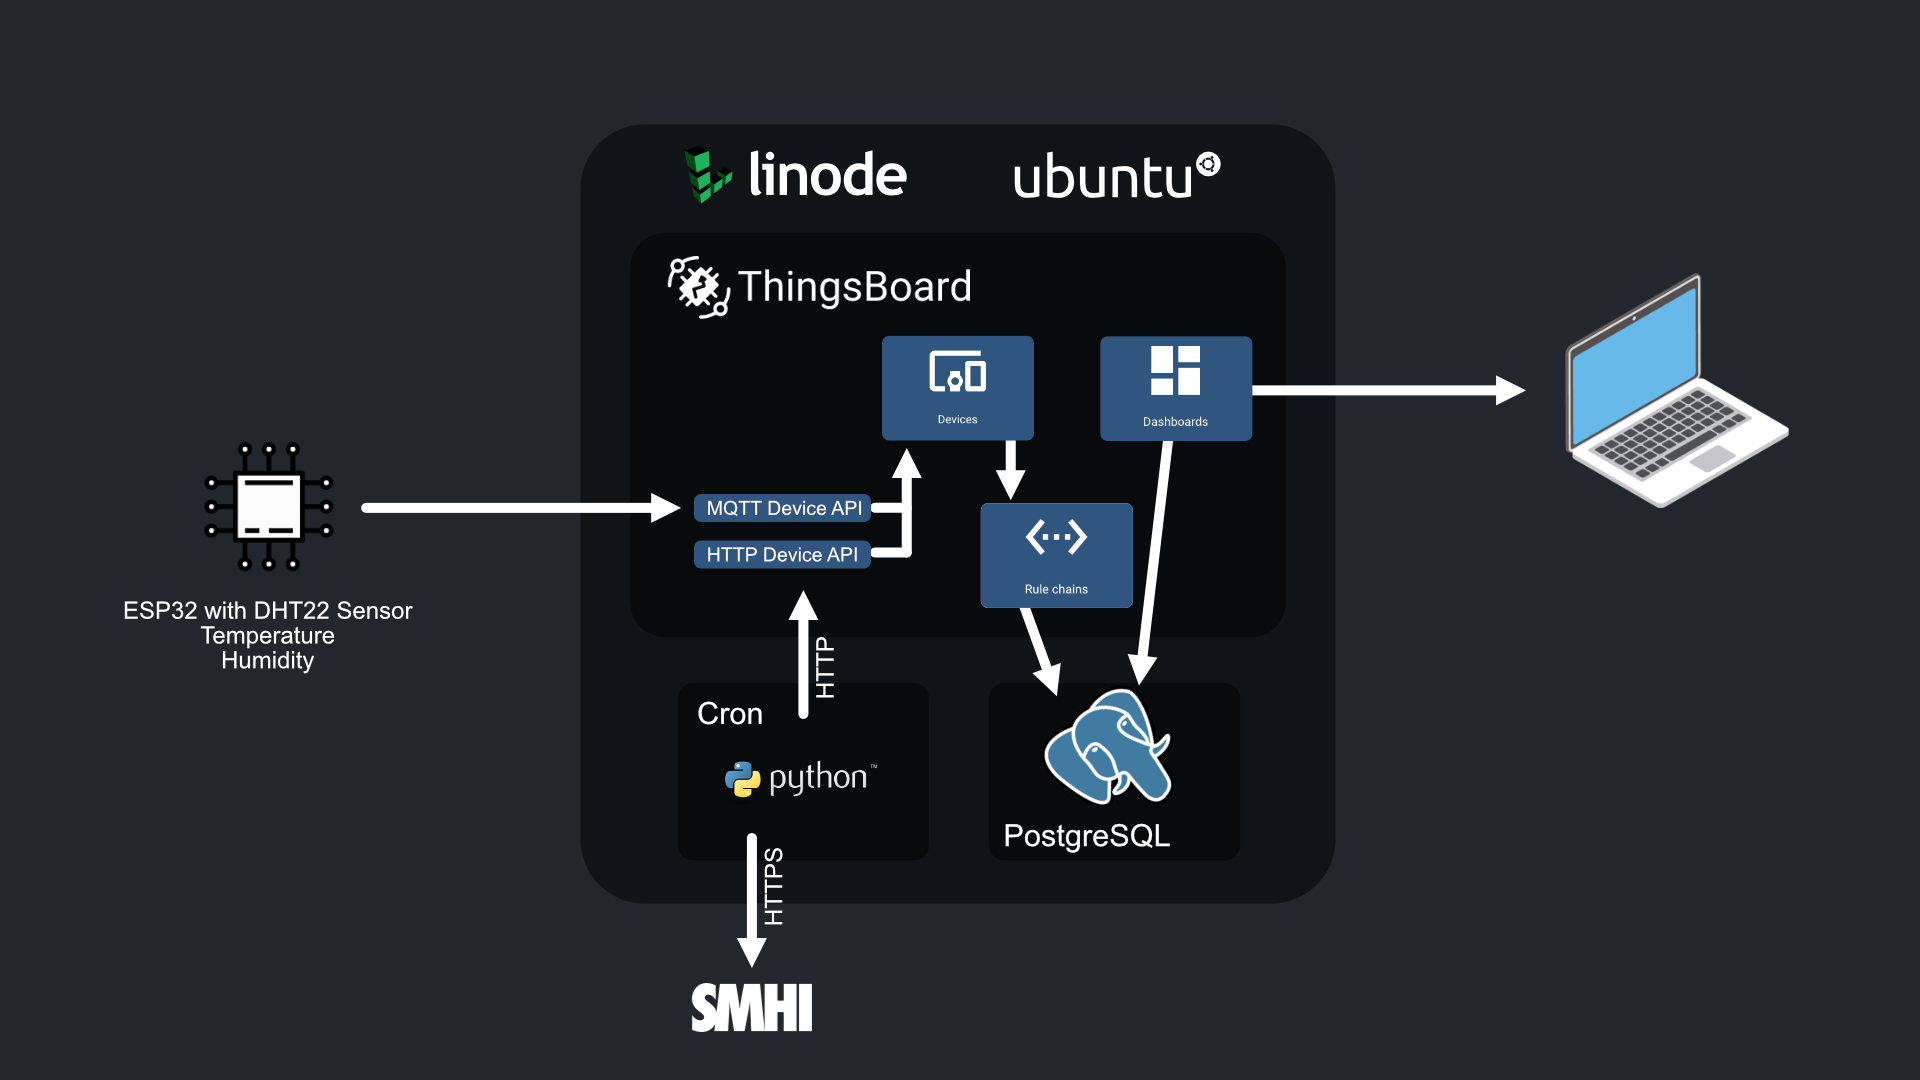 linode
ubuntu
ThingsBoard
Devices
Dashboards
MQTT Device API
HTTP Device API
Rule chains
ESP32 with DHT22 Sensor
Temperature
Humidity
HTTP
Cron
python™
PostgreSQL
HTTPS
SMHI